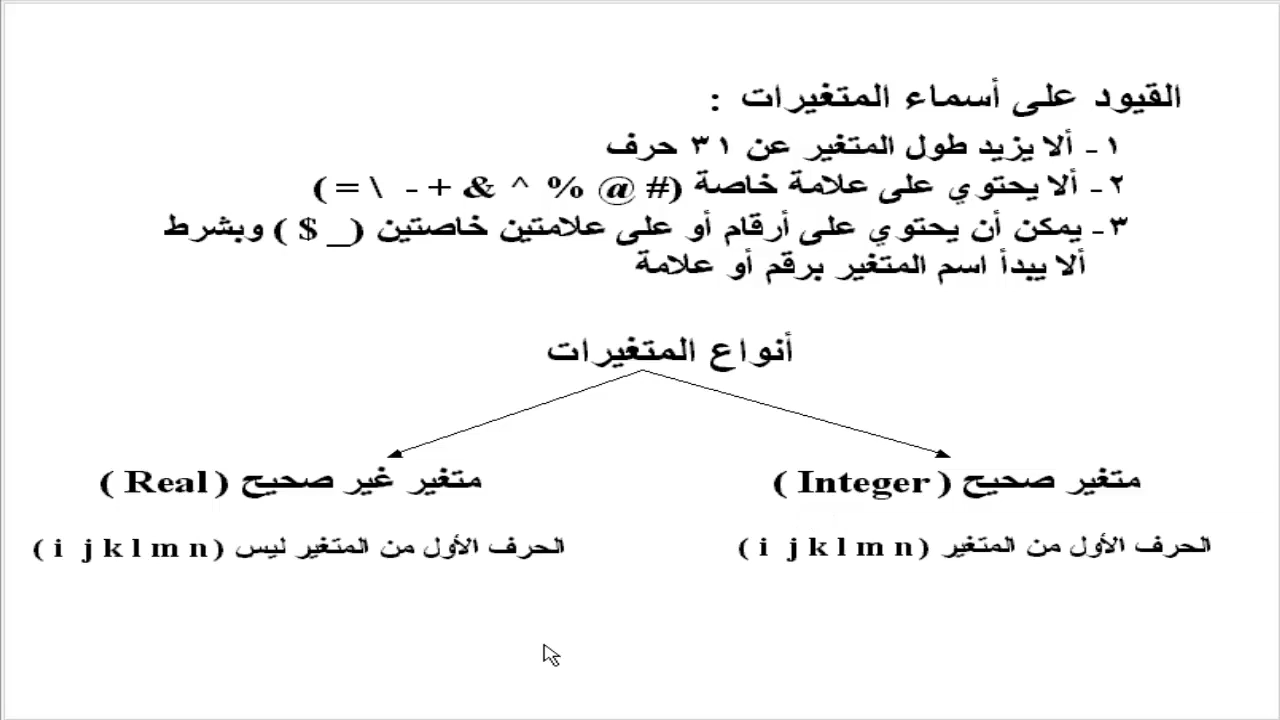 القيود على أسماء المتغيرات :
١- ألا يزيد طول المتغير عن ٣١ حرف
٢- ألا يحتوي على علامة خاصة (# @ % ^ & + - \ = )
٣- يمكن أن يحتوي على أرقام أو على علامتين خاصتين (_ $ ) وبشرط
ألا يبدأ اسم المتغير برقم أو علامة
أنواع المتغيرات
متغير صحيح ( Integer )
متغير غير صحيح ( Real )
الحرف الأول من المتغير ( i j k l m n )
الحرف الأول من المتغير ليس ( i j k l m n )